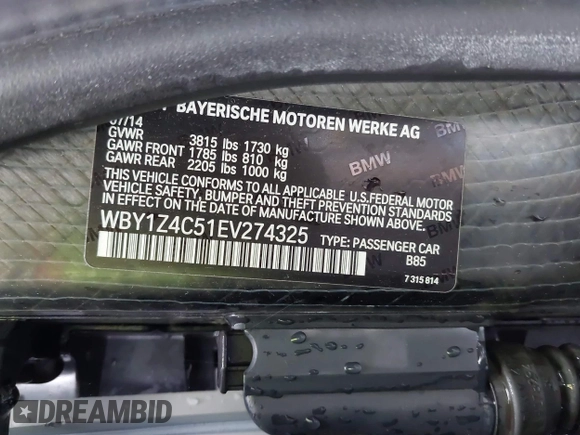 BAYERISCHE MOTOREN WERKE AG
07/14
GVWR 3815 lbs 1730 kg
GAWR FRONT 1785 lbs 810 kg
GAWR REAR 2205 lbs 1000 kg
THIS VEHICLE CONFORMS TO ALL APPLICABLE U.S.FEDERAL MOTOR
VEHICLE SAFETY, BUMPER AND THEFT PREVENTION STANDARDS
IN EFFECT ON THE DATE OF MANUFACTURE SHOWN ABOVE.
WBY1Z4C51EV274325 TYPE: PASSENGER CAR
B85
7 315 814
BMW
BMW
BMW
DREAMBID